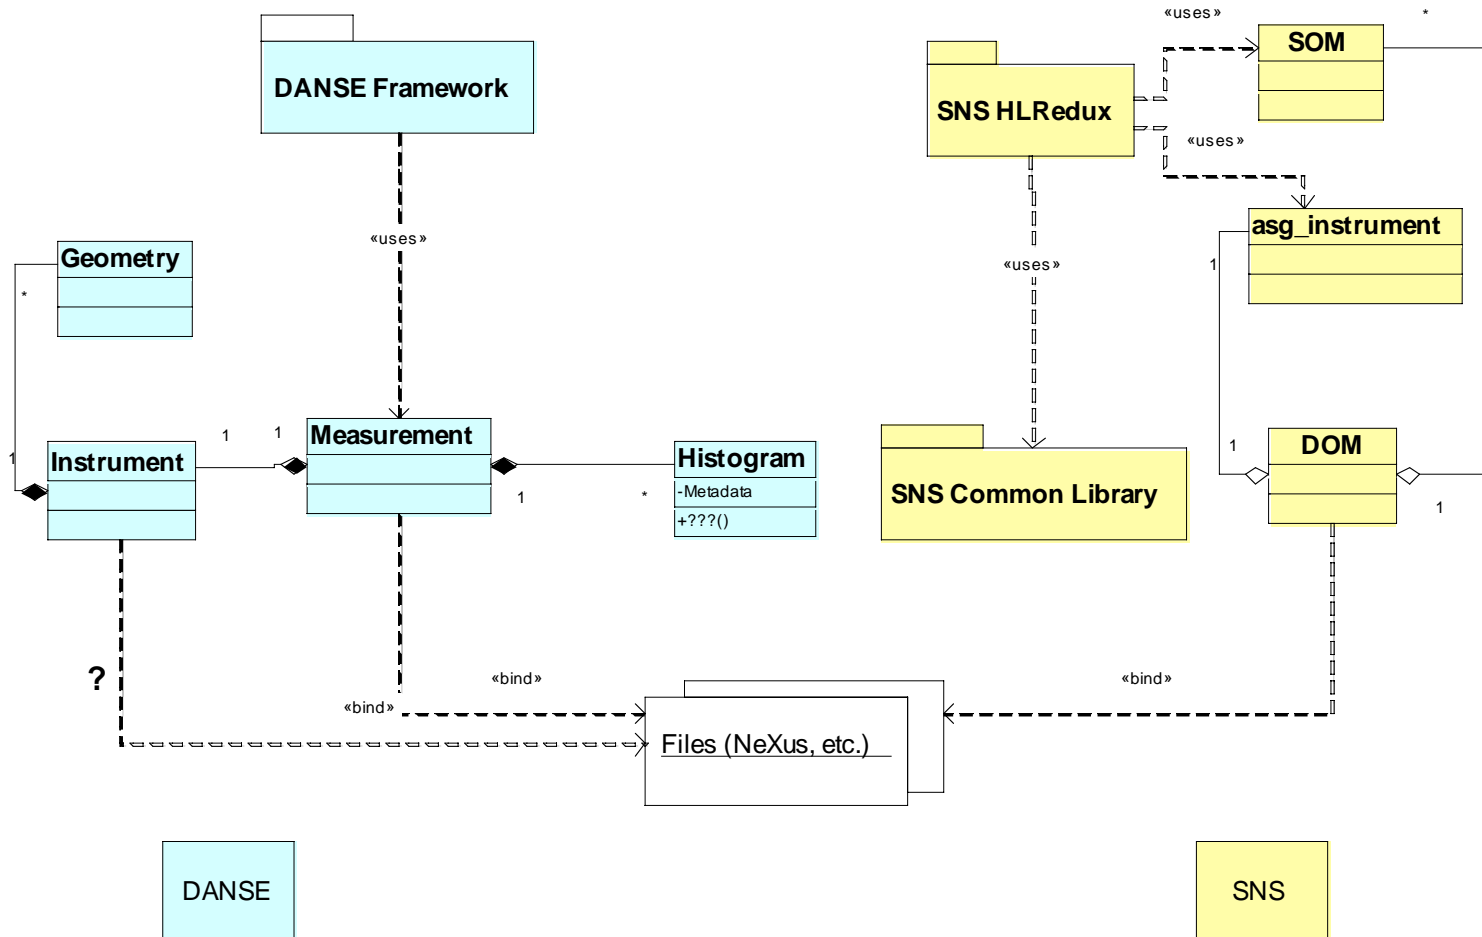 «uses»
*
SOM
DANSE Framework
SNS HLRedux
«uses»
asg_instrument
«uses»
Geometry
«uses»
1
*
Measurement
1
1
1
DOM
1
Instrument
Histogram
-Metadata
SNS Common Library
1
*
1
+???()
?
«bind»
«bind»
«bind»
Files (NeXus, etc.)
DANSE
SNS